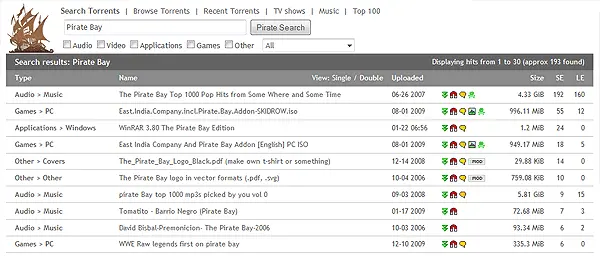 Search Torrents | Browse Torrents | Recent Torrents | TV shows | Music | Top 100
Pirate Bay Pirate Search
Audio Video Applications Games Other All
Search results: Pirate Bay Displaying hits from 1 to 30 (approx 193 found)
Type Name View: Single / Double Uploaded Size SE LE
Audio > Music The Pirate Bay Top 1000 Pop Hits from Some Where and Some Time 06-26 2007 4.33 GiB 192 160
Games > PC East.India.Company.incl.Pirate.Bay.Addon-SKIDROW.iso 08-01 2009 996.11 MiB 55 12
Applications > Windows WinRAR 3.80 The Pirate Bay Edition 01-22 06:56 1.2 MiB 24 0
Games > PC East India Company And Pirate Bay Addon [English] PC ISO 08-01 2009 949.17 MiB 18 5
Other > Covers The_Pirate_Bay_Logo_Black.pdf (make own t-shirt or something) 12-14 2008 MOD 29.88 KiB 14 0
Other > Other The Pirate Bay logo in vector formats (.pdf, .svg) 10-04 2006 MOD 759.08 KiB 10 0
Audio > Music pirate Bay top 1000 mp3s picked by you vol 0 09-03 2008 5.81 GiB 9 15
Audio > Music Tomatito - Barrio Negro (Pirate Bay) 01-17 2009 72.68 MiB 7 3
Audio > Music David Bisbal-Premonicion- The Pirate Bay-2006 10-03 2006 93.34 MiB 6 2
Games > PC WWE Raw legends first on pirate bay 12-10 2009 335.3 MiB 6 0